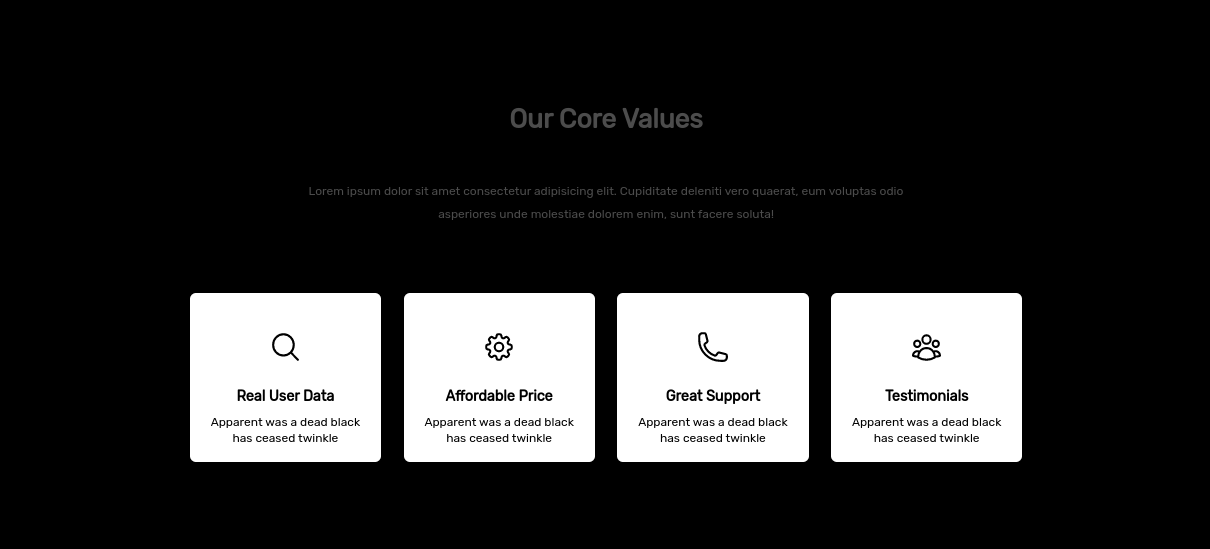 Our Core Values
Lorem ipsum dolor sit amet consectetur adipisicing elit. Cupiditate deleniti vero quaerat, eum voluptas odio
asperiores unde molestiae dolorem enim, sunt facere soluta!
Real User Data
Apparent was a dead black
has ceased twinkle
Affordable Price
Apparent was a dead black
has ceased twinkle
Great Support
Apparent was a dead black
has ceased twinkle
Testimonials
Apparent was a dead black
has ceased twinkle